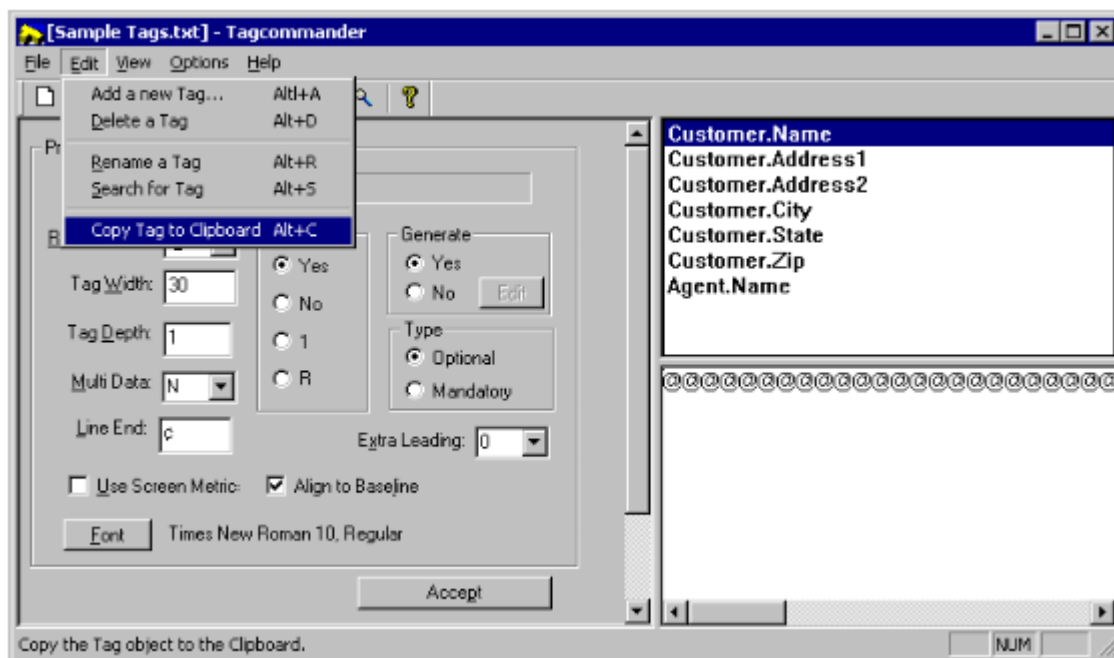 [Sample Tags.txt] - Tagcommander
File Edit View Options Help
Add a new Tag... Altl+A
Delete a Tag Alt+D
Rename a Tag Alt+R
Search for Tag Alt+S
Copy Tag to Clipboard Alt+C
Customer.Name
Customer.Address1
Customer.Address2
Customer.City
Customer.State
Customer.Zip
Agent.Name
Tag Width: 30
Tag Depth: 1
Multi Data: N
Line End: c
Yes
No
1
R
Generate
Yes
No Edit
Type
Optional
Mandatory
Extra Leading: 0
Use Screen Metric Align to Baseline
Font Times New Roman 10, Regular
Accept
@@@@@@@@@@@@@@@@@@@@@@@@
Copy the Tag object to the Clipboard. NUM